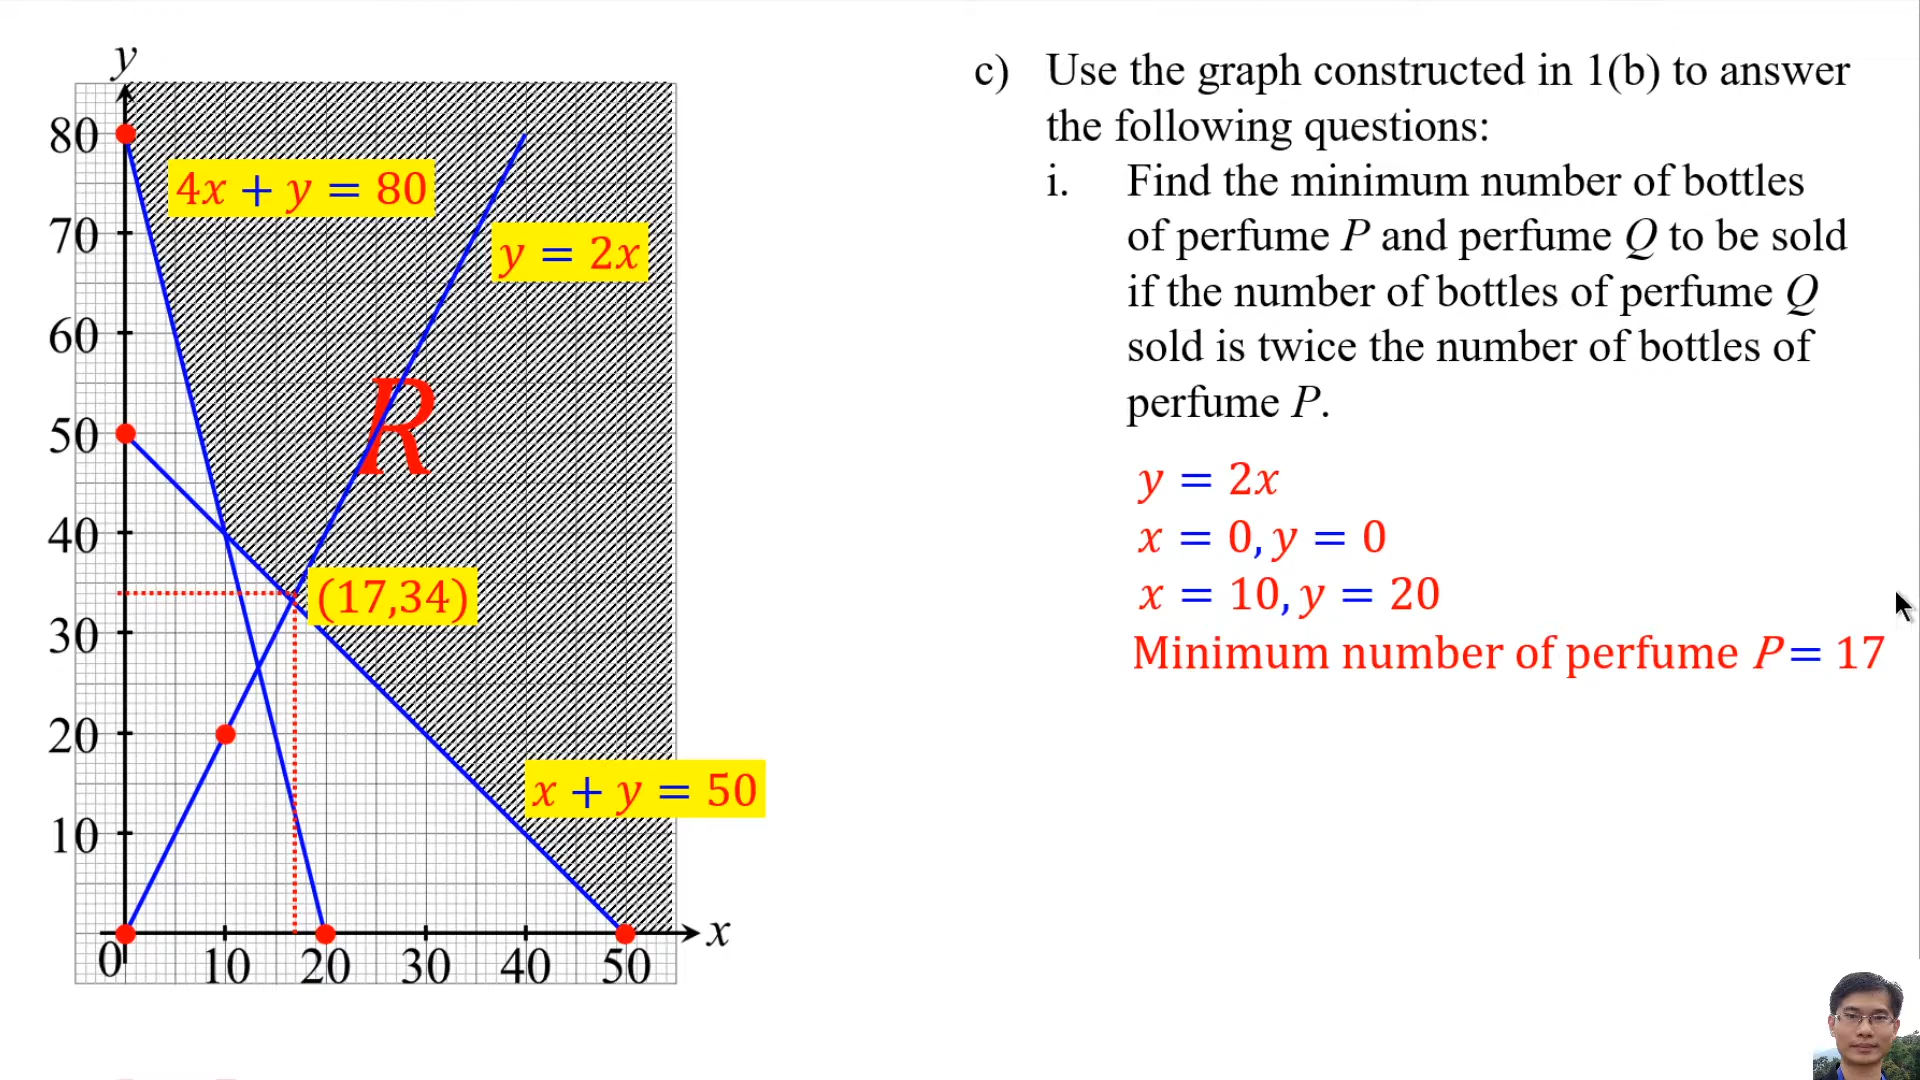 y
80
70
60
50
40
30
20
10
0
10 20 30 40 50
x
4x + y = 80
y = 2x
R
(17,34)
x + y = 50
c) Use the graph constructed in 1(b) to answer
the following questions:
i. Find the minimum number of bottles
of perfume P and perfume Q to be sold
if the number of bottles of perfume Q
sold is twice the number of bottles of
perfume P.
y = 2x
x = 0, y = 0
x = 10, y = 20
Minimum number of perfume P= 17